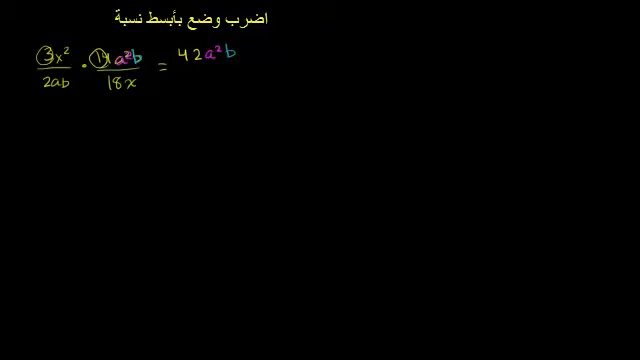 اضرب وضع بأبسط نسبة
3x²/2ab · 14a²b/18x = 42a²b